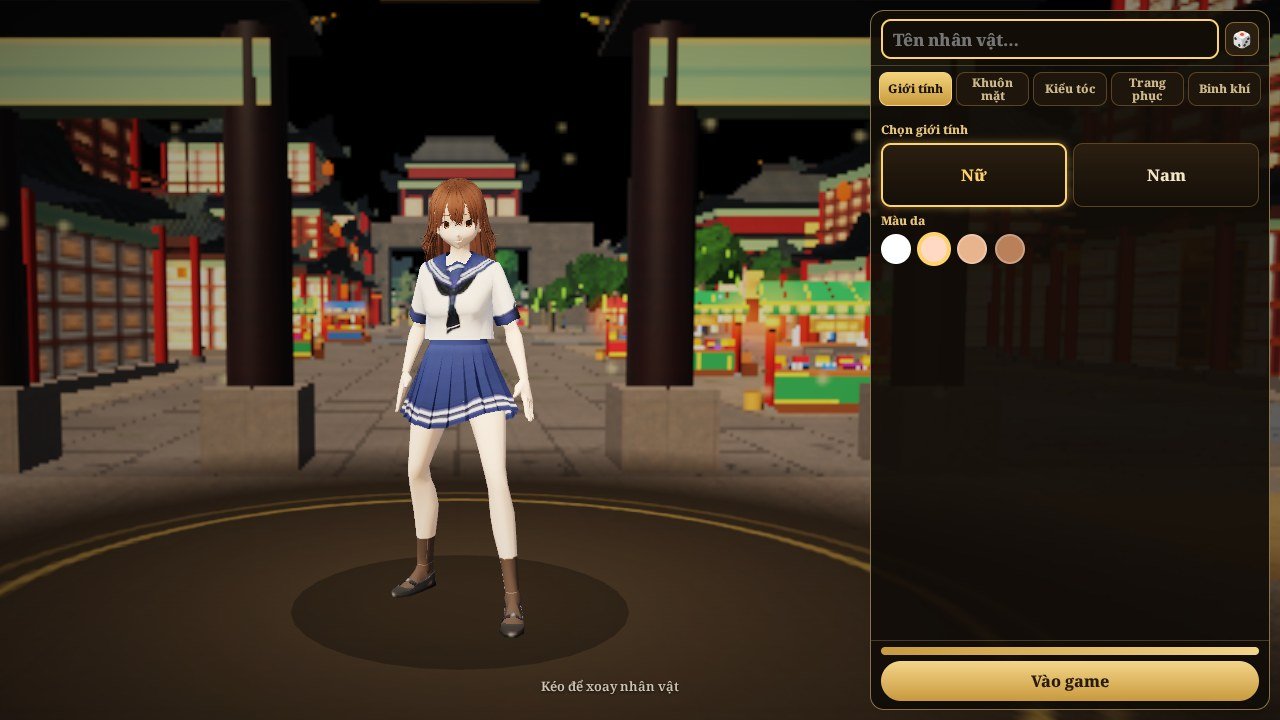 Tên nhân vật...
Giới tính
Khuôn
mặt
Kiểu tóc
Trang
phục
Binh khí
Chọn giới tính
Nữ
Nam
Màu da
Kéo để xoay nhân vật
Vào game